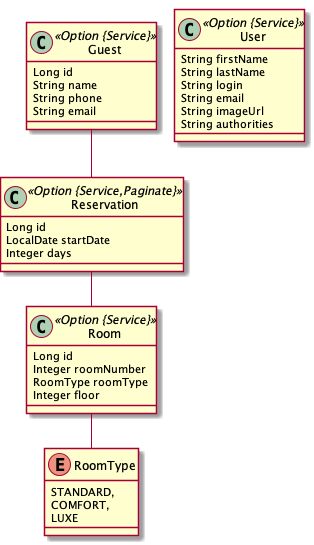 C
«Option {Service}»
Guest
Long id
String name
String phone
String email
C
«Option {Service}»
User
String firstName
String lastName
String login
String email
String imageUrl
String authorities
C
«Option {Service,Paginate}»
Reservation
Long id
LocalDate startDate
Integer days
C
«Option {Service}»
Room
Long id
Integer roomNumber
RoomType roomType
Integer floor
E
RoomType
STANDARD,
COMFORT,
LUXE